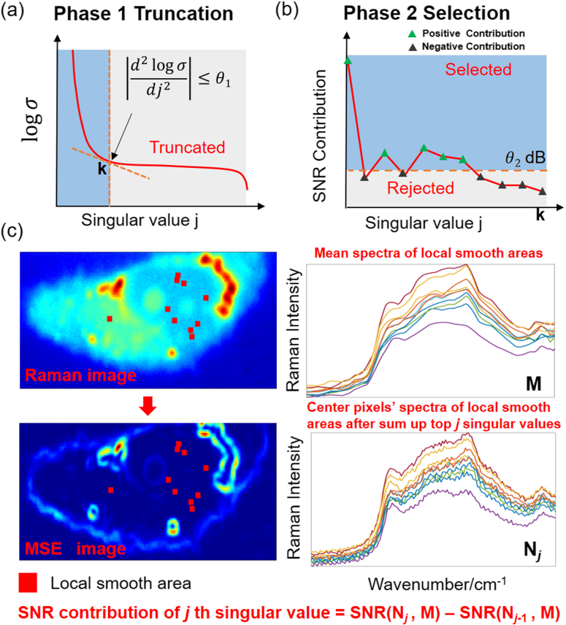 (a) Phase 1 Truncation
|d² log σ / dj²| ≤ θ₁
log σ
Truncated
k
Singular value j
(b) Phase 2 Selection
Positive Contribution
Negative Contribution
Selected
SNR Contribution
θ₂ dB
Rejected
Singular value j
k
(c)
Raman image
MSE image
Local smooth area
Mean spectra of local smooth areas
Raman Intensity
M
Center pixels' spectra of local smooth
areas after sum up top j singular values
Raman Intensity
Nⱼ
Wavenumber/cm⁻¹
SNR contribution of j th singular value = SNR(Nⱼ , M) – SNR(Nⱼ₋₁ , M)